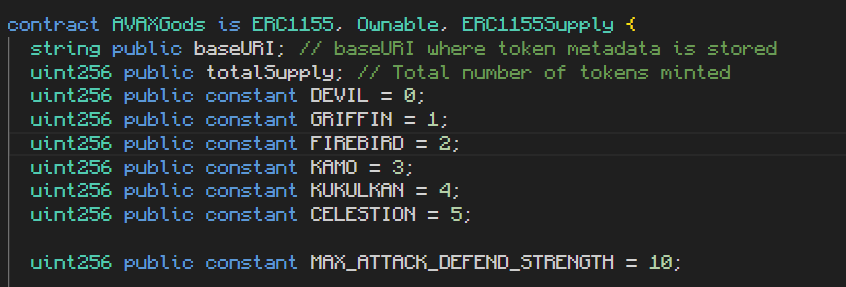 contract AVAXGods is ERC1155, Ownable, ERC1155Supply {
string public baseURI; // baseURI where token metadata is stored
uint256 public totalSupply; // Total number of tokens minted
uint256 public constant DEVIL = 0;
uint256 public constant GRIFFIN = 1;
uint256 public constant FIREBIRD = 2;
uint256 public constant KAMO = 3;
uint256 public constant KUKULKAN = 4;
uint256 public constant CELESTION = 5;
uint256 public constant MAX_ATTACK_DEFEND_STRENGTH = 10;